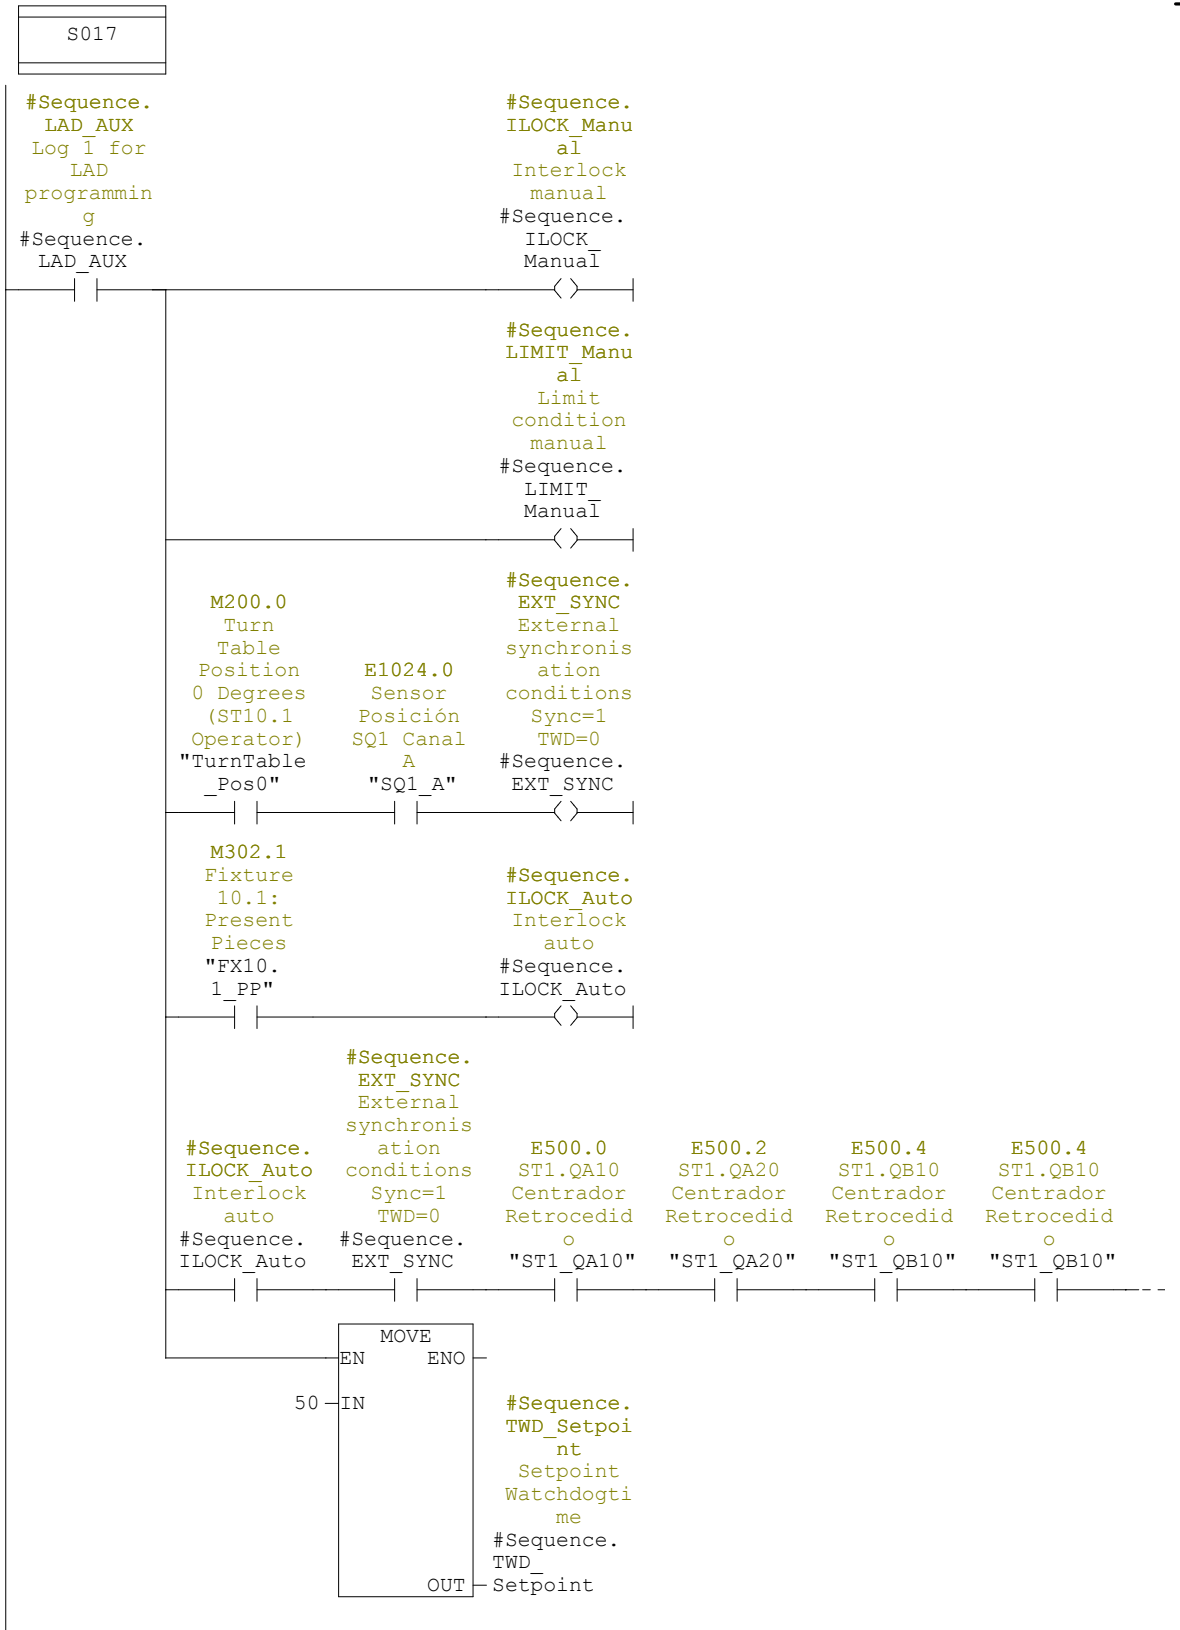 S017
#Sequence.
LAD_AUX
Log 1 for
LAD
programmin
g
#Sequence.
LAD_AUX
#Sequence.
ILOCK_Manu
al
Interlock
manual
#Sequence.
ILOCK_
Manual
#Sequence.
LIMIT_Manu
al
Limit
condition
manual
#Sequence.
LIMIT_
Manual
M200.0
Turn
Table
Position
0 Degrees
(ST10.1
Operator)
"TurnTable
_Pos0"
E1024.0
Sensor
Posición
SQ1 Canal
A
"SQ1_A"
#Sequence.
EXT_SYNC
External
synchronis
ation
conditions
Sync=1
TWD=0
#Sequence.
EXT_SYNC
M302.1
Fixture
10.1:
Present
Pieces
"FX10.
1_PP"
#Sequence.
ILOCK_Auto
Interlock
auto
#Sequence.
ILOCK_Auto
#Sequence.
ILOCK_Auto
Interlock
auto
#Sequence.
ILOCK_Auto
#Sequence.
EXT_SYNC
External
synchronis
ation
conditions
Sync=1
TWD=0
#Sequence.
EXT_SYNC
E500.0
ST1.QA10
Centrador
Retrocedid
o
"ST1_QA10"
E500.2
ST1.QA20
Centrador
Retrocedid
o
"ST1_QA20"
E500.4
ST1.QB10
Centrador
Retrocedid
o
"ST1_QB10"
E500.4
ST1.QB10
Centrador
Retrocedid
o
"ST1_QB10"
MOVE
EN ENO
50 IN
#Sequence.
TWD_Setpoi
nt
Setpoint
Watchdogti
me
#Sequence.
TWD_
OUT Setpoint